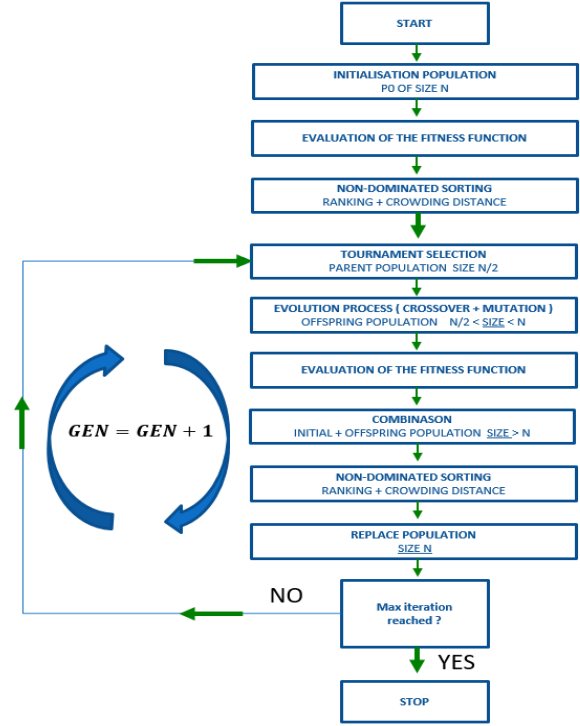 START
INITIALISATION POPULATION
P0 OF SIZE N
EVALUATION OF THE FITNESS FUNCTION
NON-DOMINATED SORTING
RANKING + CROWDING DISTANCE
TOURNAMENT SELECTION
PARENT POPULATION SIZE N/2
EVOLUTION PROCESS ( CROSSOVER + MUTATION )
OFFSPRING POPULATION N/2 < SIZE < N
EVALUATION OF THE FITNESS FUNCTION
COMBINASON
INITIAL + OFFSPRING POPULATION SIZE > N
GEN = GEN + 1
NON-DOMINATED SORTING
RANKING + CROWDING DISTANCE
REPLACE POPULATION
SIZE N
NO
Max iteration
reached ?
YES
STOP